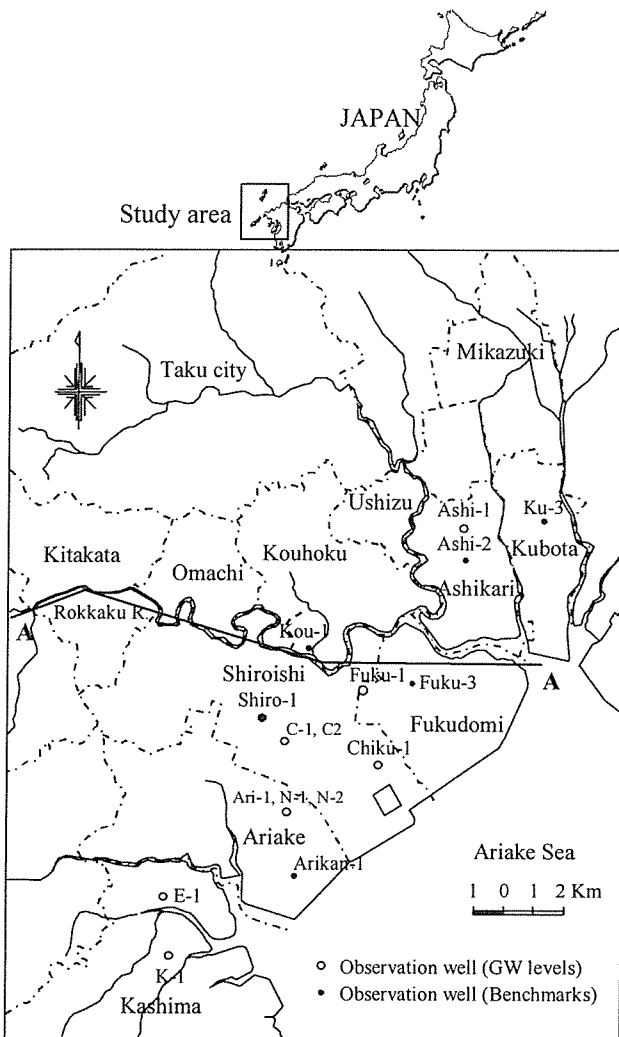 JAPAN
Study area
Mikazuki
Taku city
Ushizu
Ashi-1
Ku-3
Kitakata
Kouhoku
Ashi-2
Kubota
Omachi
Ashikari
Rokkaku R.
A
Kou-1
Shiroishi
Fuku-1
Fuku-3
A
Shiro-1
Fukudomi
C-1, C2
Chiku-1
Ari-1, N-1, N-2
Ariake
Ariake Sea
Arikan-1
1 0 1 2 Km
E-1
K-1
Kashima
Observation well (GW levels)
Observation well (Benchmarks)